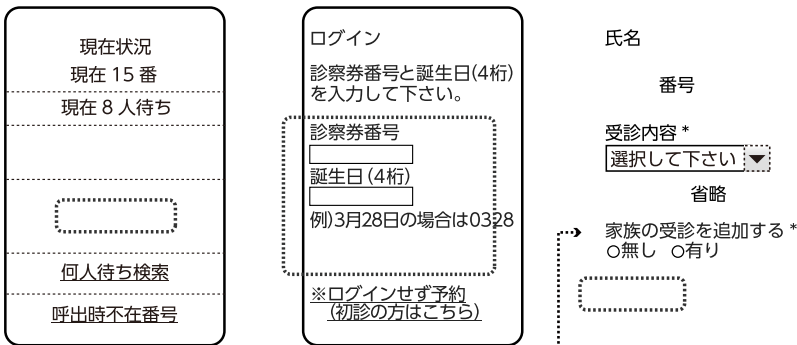 現在状況
現在 15 番
現在 8 人待ち
何人待ち検索
呼出時不在番号
ログイン
診察券番号と誕生日(4桁)
を入力して下さい。
診察券番号
誕生日 (4桁)
例)3月28日の場合は0328
※ログインせず予約
(初診の方はこちら)
氏名
番号
受診内容 *
選択して下さい
省略
家族の受診を追加する *
○無し ○有り